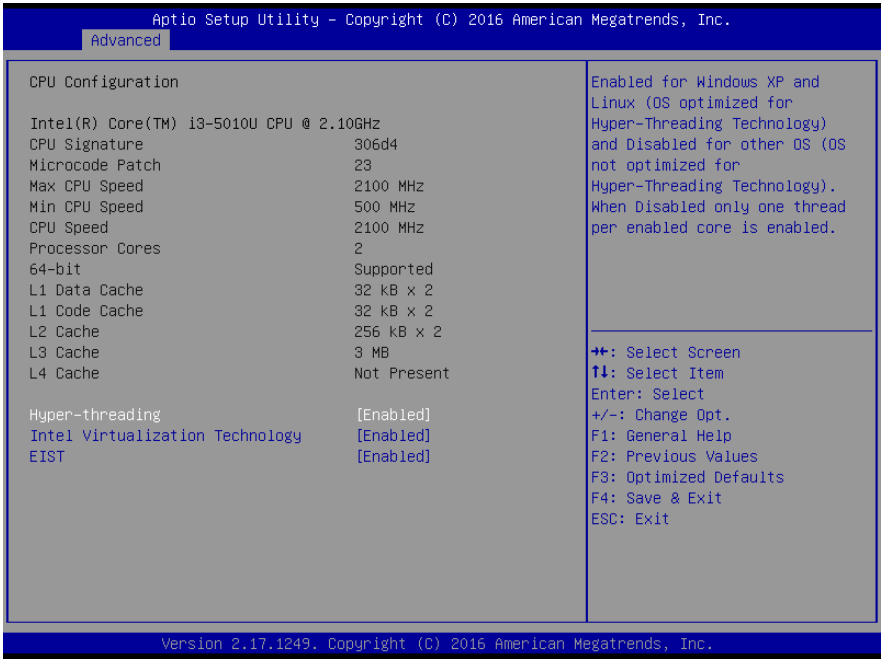 Aptio Setup Utility – Copyright (C) 2016 American Megatrends, Inc.
Advanced
CPU Configuration
Intel(R) Core(TM) i3-5010U CPU @ 2.10GHz
CPU Signature 306d4
Microcode Patch 23
Max CPU Speed 2100 MHz
Min CPU Speed 500 MHz
CPU Speed 2100 MHz
Processor Cores 2
64-bit Supported
L1 Data Cache 32 kB x 2
L1 Code Cache 32 kB x 2
L2 Cache 256 kB x 2
L3 Cache 3 MB
L4 Cache Not Present
Hyper-threading [Enabled]
Intel Virtualization Technology [Enabled]
EIST [Enabled]
Enabled for Windows XP and
Linux (OS optimized for
Hyper-Threading Technology)
and Disabled for other OS (OS
not optimized for
Hyper-Threading Technology).
When Disabled only one thread
per enabled core is enabled.
→←: Select Screen
↑↓: Select Item
Enter: Select
+/-: Change Opt.
F1: General Help
F2: Previous Values
F3: Optimized Defaults
F4: Save & Exit
ESC: Exit
Version 2.17.1249. Copyright (C) 2016 American Megatrends, Inc.